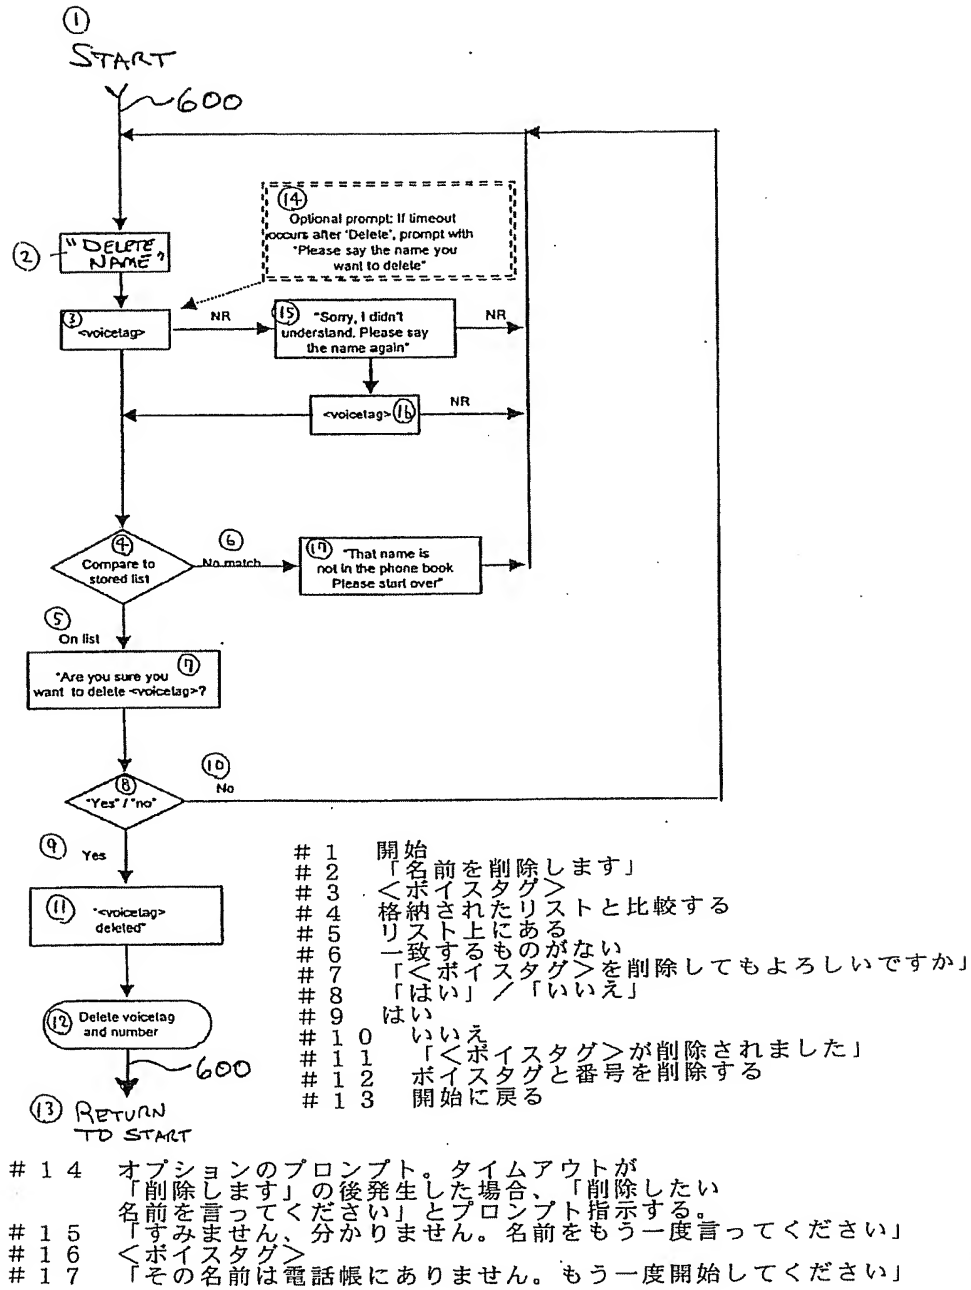 ①
START
600
⑭
Optional prompt: If timeout
occurs after 'Delete', prompt with
"Please say the name you
want to delete"
②
"DELETE
NAME"
③
<voicetag>
NR
⑮
"Sorry, I didn't
understand. Please say
the name again"
NR
<voicetag> ⑯
NR
④
Compare to
stored list
⑥
No match
⑰
"That name is
not in the phone book
Please start over"
⑤
On list
⑦
"Are you sure you
want to delete <voicetag>?
⑩
No
⑧
"Yes" / "no"
⑨
Yes
⑪
"<voicetag>
deleted"
⑫
Delete voicetag
and number
600
⑬ RETURN
TO START
#1 開始
#2 「名前を削除します」
#3 <ボイスタグ>
#4 格納されたリストと比較する
#5 リスト上にある
#6 一致するものがない
#7 「<ボイスタグ>を削除してもよろしいですか」
#8 「はい」/「いいえ」
#9 はい
#10 いいえ
#11 「<ボイスタグ>が削除されました」
#12 ボイスタグと番号を削除する
#13 開始に戻る
#14 オプションのプロンプト。タイムアウトが
「削除します」の後発生した場合、「削除したい
名前を言ってください」とプロンプト指示する。
#15 「すみません、分かりません。名前をもう一度言ってください」
#16 <ボイスタグ>
#17 「その名前は電話帳にありません。もう一度開始してください」